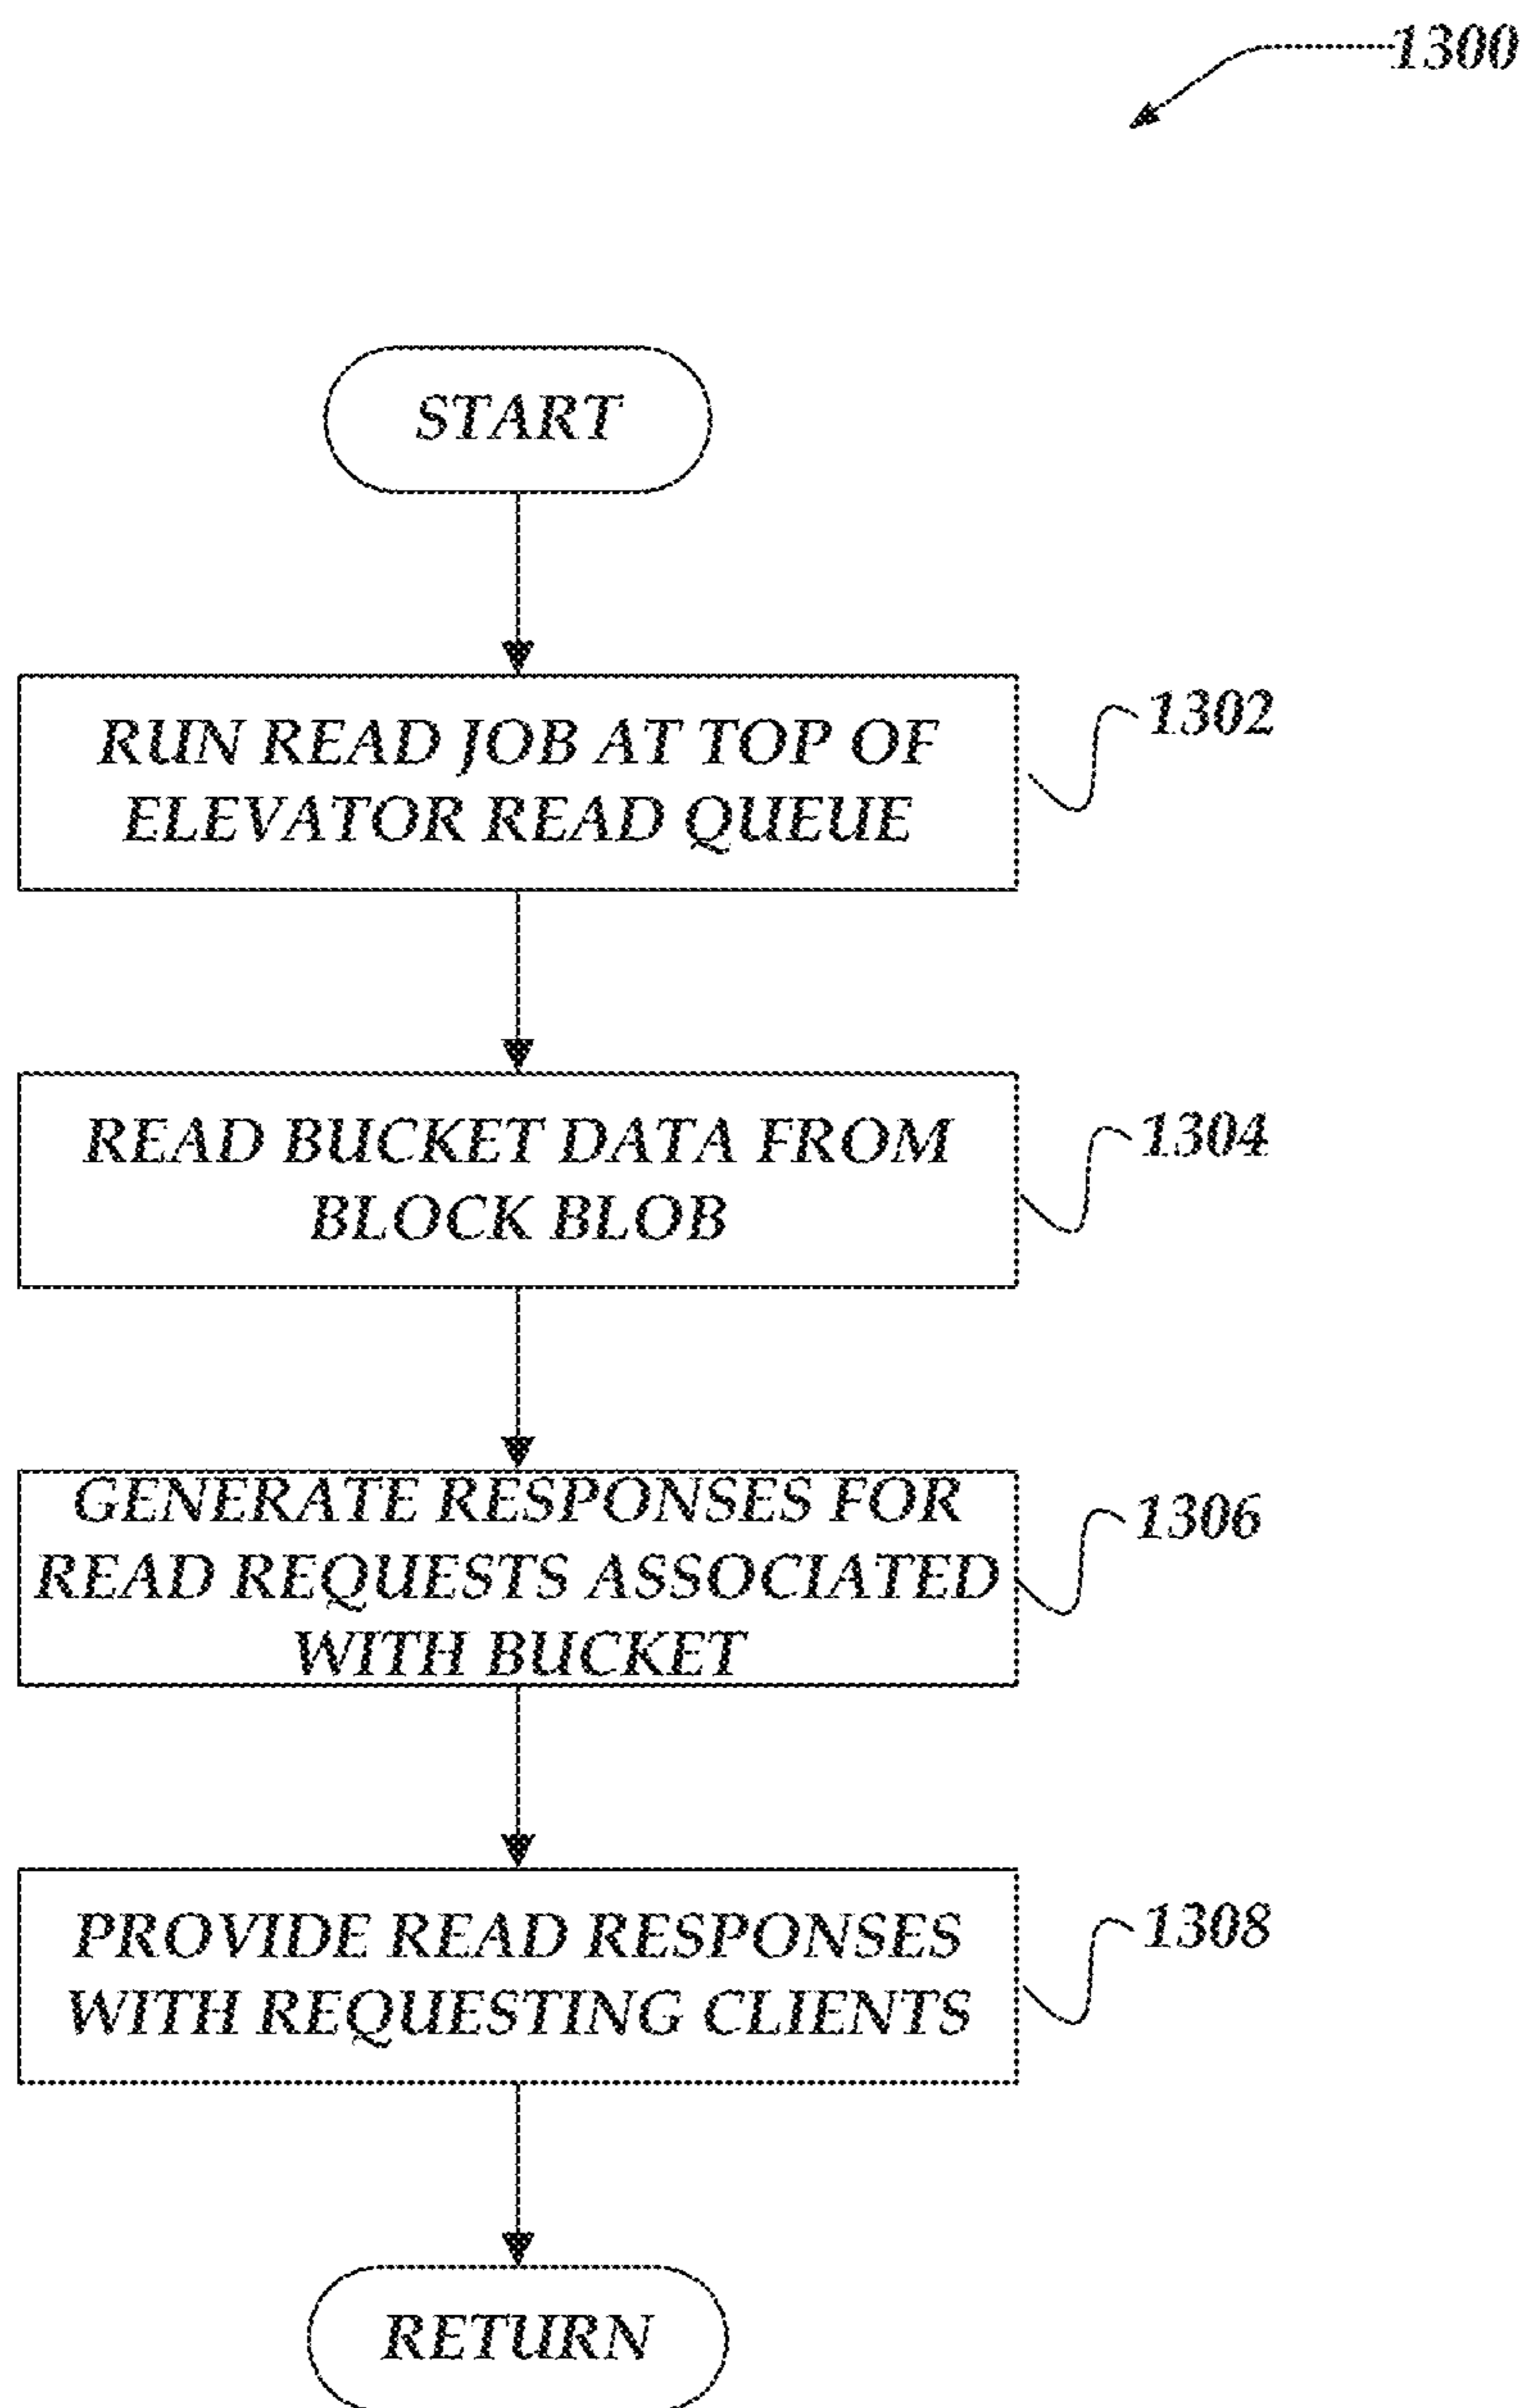 1300
START
RUN READ JOB AT TOP OF
ELEVATOR READ QUEUE
1302
READ BUCKET DATA FROM
BLOCK BLOB
1304
GENERATE RESPONSES FOR
READ REQUESTS ASSOCIATED
WITH BUCKET
1306
PROVIDE READ RESPONSES
WITH REQUESTING CLIENTS
1308
RETURN